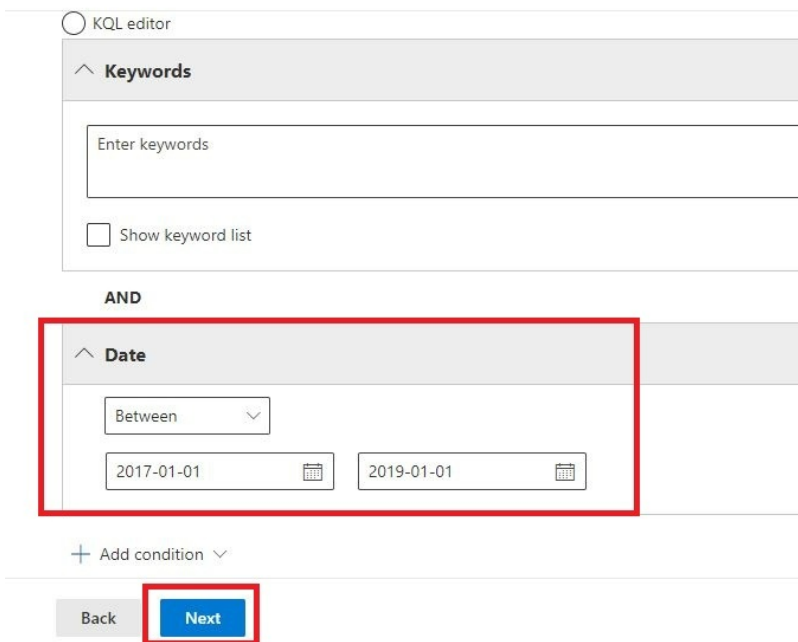 KQL editor
Keywords
Enter keywords
Show keyword list
AND
Date
Between
2017-01-01 2019-01-01
Add condition
Back Next